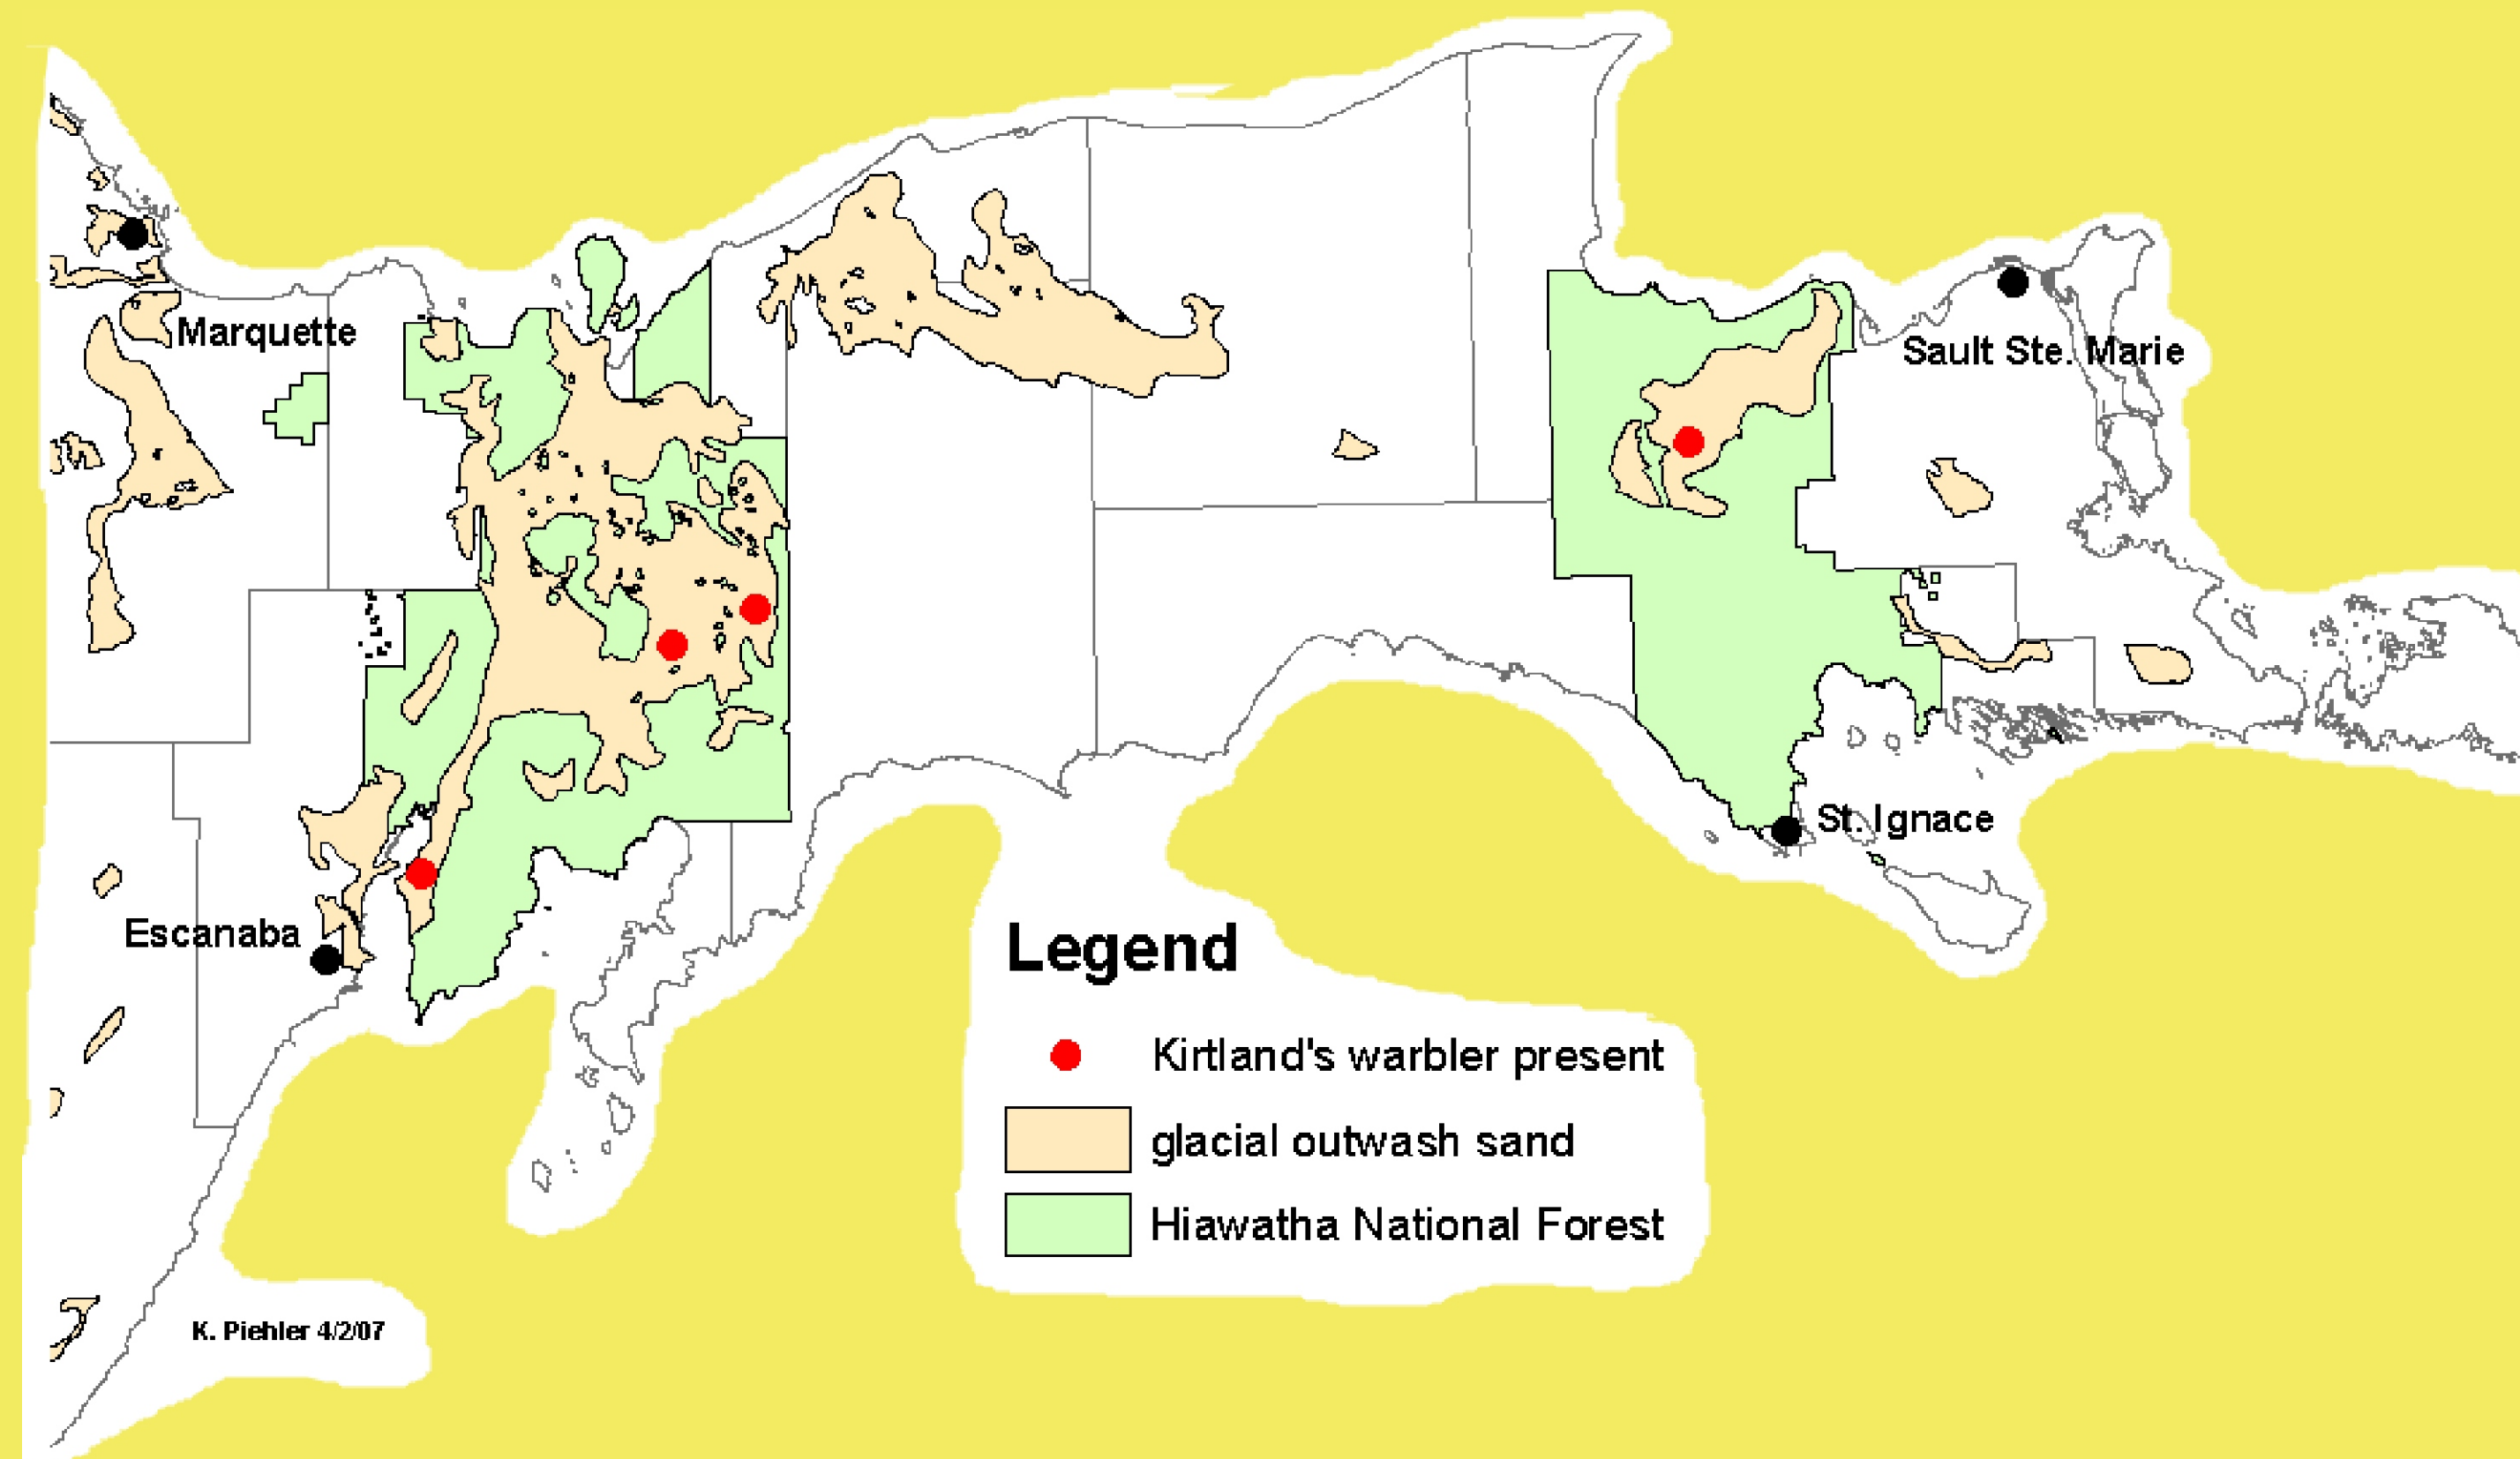 Marquette
Sault Ste. Marie
St. Ignace
Escanaba
Legend
Kirtland's warbler present
glacial outwash sand
Hiawatha National Forest
K. Piehler 4/2/07